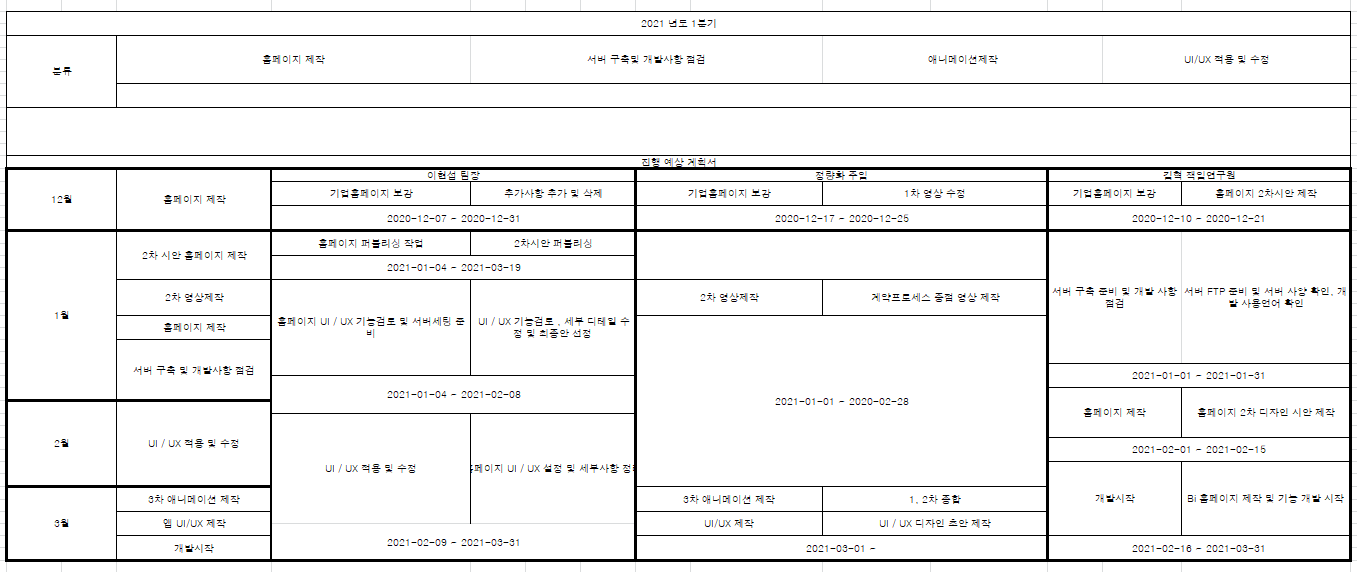 2021 년도 1분기
분류
홈페이지 제작
서버 구축및 개발사항 점검
애니메이션제작
UI/UX 적용 및 수정
진행 예상 계획서
12월
홈페이지 제작
이현섭 팀장
정량화 주임
김혁 책임연구원
기업홈페이지 보강
추가사항 추가 및 삭제
기업홈페이지 보강
1차 영상 수정
기업홈페이지 보강
홈페이지 2차시안 제작
2020-12-07 ~ 2020-12-31
2020-12-17 ~ 2020-12-25
2020-12-10 ~ 2020-12-21
1월
2차 시안 홈페이지 제작
홈페이지 퍼블리싱 작업
2차시안 퍼블리싱
2021-01-04 ~ 2021-03-19
2차 영상제작
홈페이지 제작
서버 구축 및 개발사항 점검
홈페이지 UI / UX 기능검토 및 서버세팅 준
비
UI / UX 기능검토 , 세부 디테일 수
정 및 최종안 선정
2차 영상제작
계약프로세스 중점 영상 제작
서버 구축 준비 및 개발 사항
점검
서버 FTP 준비 및 서버 사양 확인, 개
발 사용언어 확인
2021-01-01 ~ 2021-01-31
2021-01-04 ~ 2021-02-08
2021-01-01 ~ 2020-02-28
홈페이지 제작
홈페이지 2차 디자인 시안 제작
2월
UI / UX 적용 및 수정
UI / UX 적용 및 수정
페이지 UI / UX 설정 및 세부사항 정
2021-02-01 ~ 2021-02-15
개발시작
BI 홈페이지 제작 및 기능 개발 시작
3월
3차 애니메이션 제작
3차 애니메이션 제작
1, 2차 종합
앱 UI/UX 제작
UI/UX 제작
UI / UX 디자인 초안 제작
개발시작
2021-02-09 ~ 2021-03-31
2021-03-01 ~
2021-02-16 ~ 2021-03-31